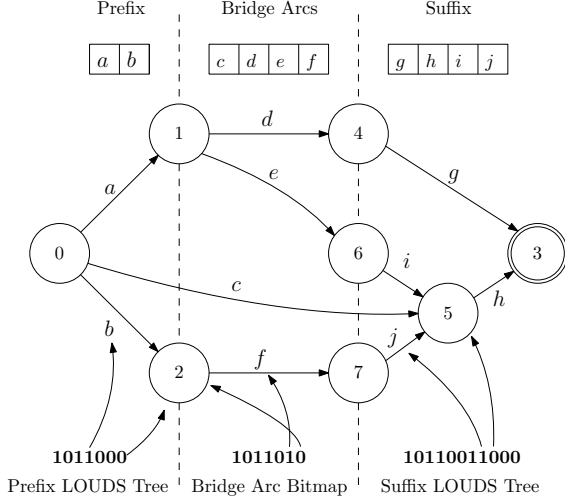 Prefix Bridge Arcs Suffix
a b c d e f g h i j
1 d 4
a e g
0 6 i 3
c 5 h
b
2 f 7 j
1011000 1011010 10110011000
Prefix LOUDS Tree Bridge Arc Bitmap Suffix LOUDS Tree